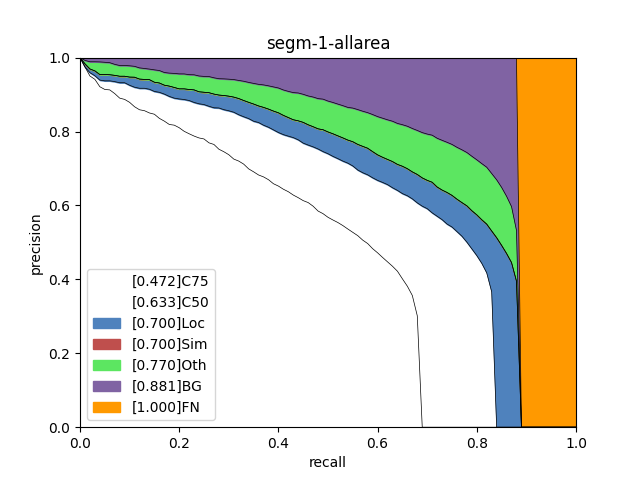 segm-1-allarea
1.0
0.8
0.6
0.4
0.2
0.0
precision
[0.472]C75
[0.633]C50
[0.700]Loc
[0.700]Sim
[0.770]Oth
[0.881]BG
[1.000]FN
0.0 0.2 0.4 0.6 0.8 1.0
recall